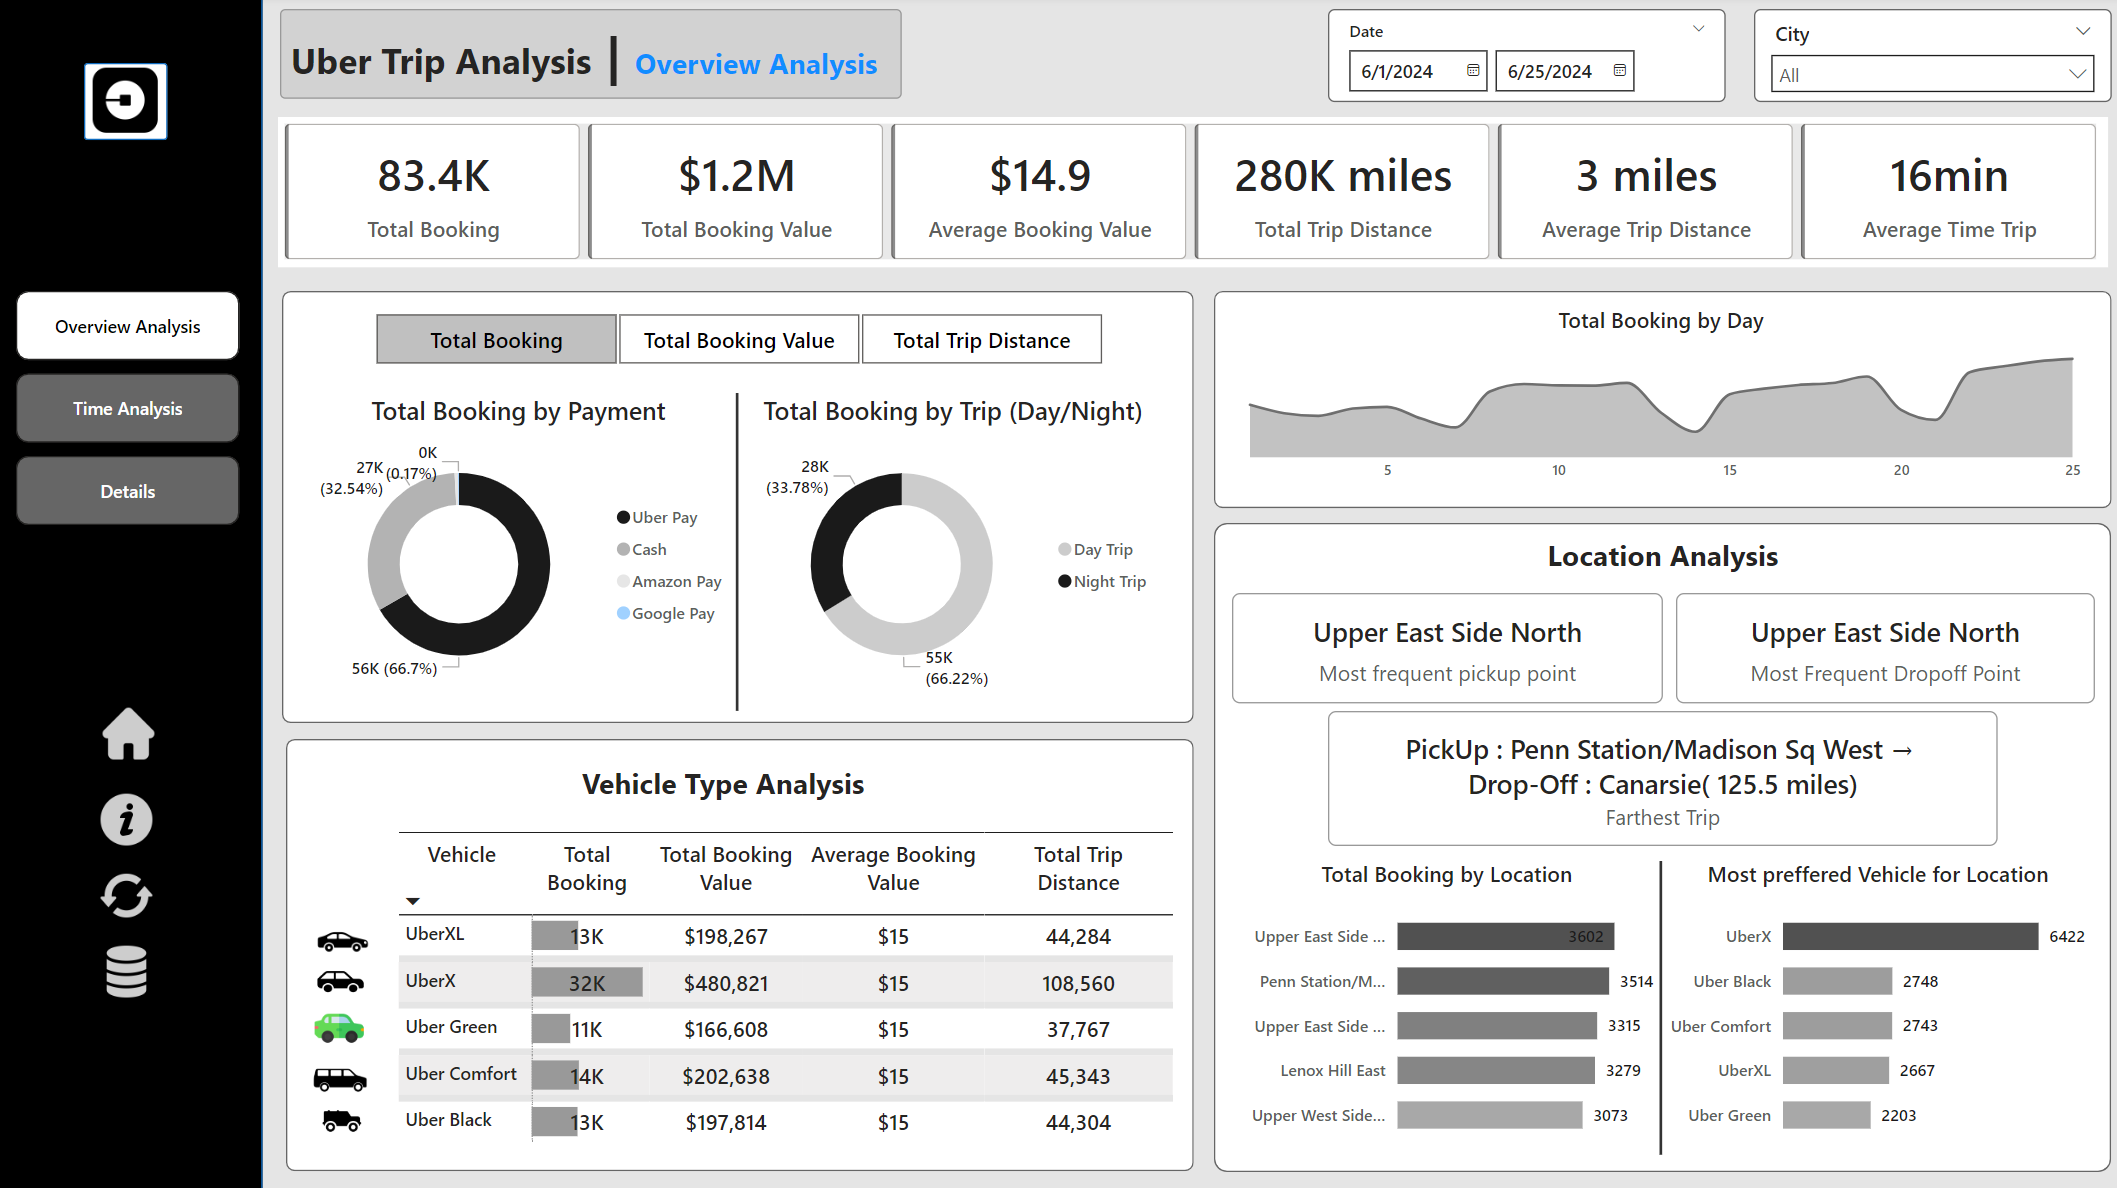 Uber Trip Analysis | Overview Analysis
Date
6/1/2024
6/25/2024
City
All
83.4K
Total Booking
$1.2M
Total Booking Value
$14.9
Average Booking Value
280K miles
Total Trip Distance
3 miles
Average Trip Distance
16min
Average Time Trip
Overview Analysis
Time Analysis
Details
Total Booking
Total Booking Value
Total Trip Distance
Total Booking by Payment
0K
(0.17%)
27K
(32.54%)
56K (66.7%)
Uber Pay
Cash
Amazon Pay
Google Pay
Total Booking by Trip (Day/Night)
28K
(33.78%)
55K
(66.22%)
Day Trip
Night Trip
Total Booking by Day
5 10 15 20 25
Vehicle Type Analysis
Vehicle
Total
Booking
Total Booking
Value
Average Booking
Value
Total Trip
Distance
UberXL 13K $198,267 $15 44,284
UberX 32K $480,821 $15 108,560
Uber Green 11K $166,608 $15 37,767
Uber Comfort 14K $202,638 $15 45,343
Uber Black 13K $197,814 $15 44,304
Location Analysis
Upper East Side North
Most frequent pickup point
Upper East Side North
Most Frequent Dropoff Point
PickUp : Penn Station/Madison Sq West →
Drop-Off : Canarsie( 125.5 miles)
Farthest Trip
Total Booking by Location
Upper East Side ... 3602
Penn Station/M... 3514
Upper East Side ... 3315
Lenox Hill East 3279
Upper West Side... 3073
Most preffered Vehicle for Location
UberX 6422
Uber Black 2748
Uber Comfort 2743
UberXL 2667
Uber Green 2203